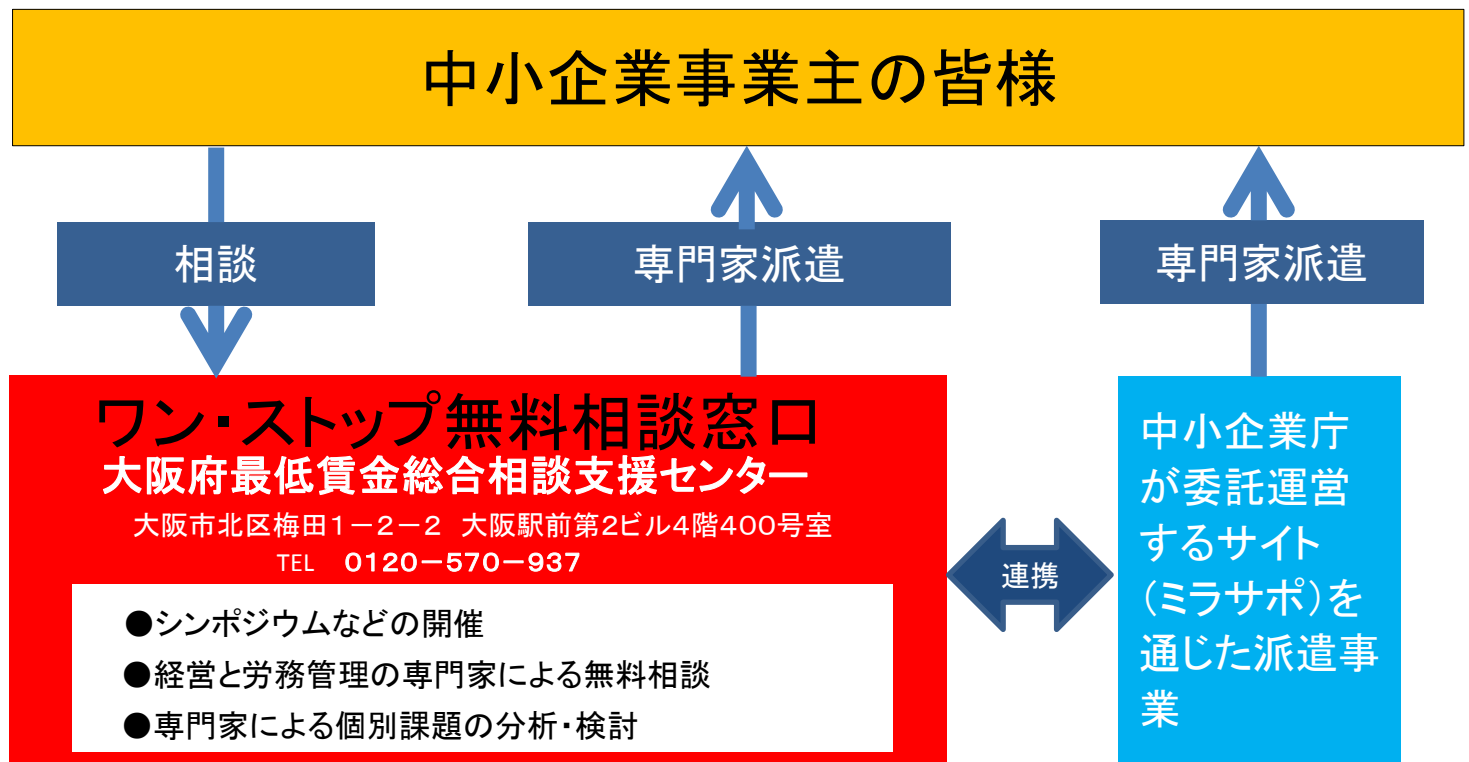 中小企業事業主の皆様
相談
専門家派遣
専門家派遣
ワン・ストップ無料相談窓口
大阪府最低賃金総合相談支援センター
大阪市北区梅田1-2-2 大阪駅前第2ビル4階400号室
TEL 0120-570-937
●シンポジウムなどの開催
●経営と労務管理の専門家による無料相談
●専門家による個別課題の分析・検討
連携
中小企業庁
が委託運営
するサイト
(ミラサポ)を
通じた派遣事
業